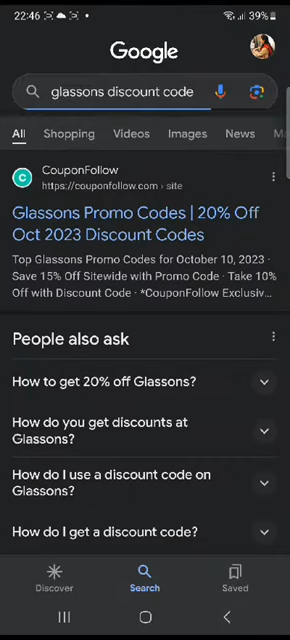 22:46
39%
Google
glassons discount code
All Shopping Videos Images News
CouponFollow
https://couponfollow.com › site
Glassons Promo Codes | 20% Off
Oct 2023 Discount Codes
Top Glassons Promo Codes for October 10, 2023 ·
Save 15% Off Sitewide with Promo Code · Take 10%
Off with Discount Code · *CouponFollow Exclusiv...
People also ask
How to get 20% off Glassons?
How do you get discounts at
Glassons?
How do I use a discount code on
Glassons?
How do I get a discount code?
Discover Search Saved